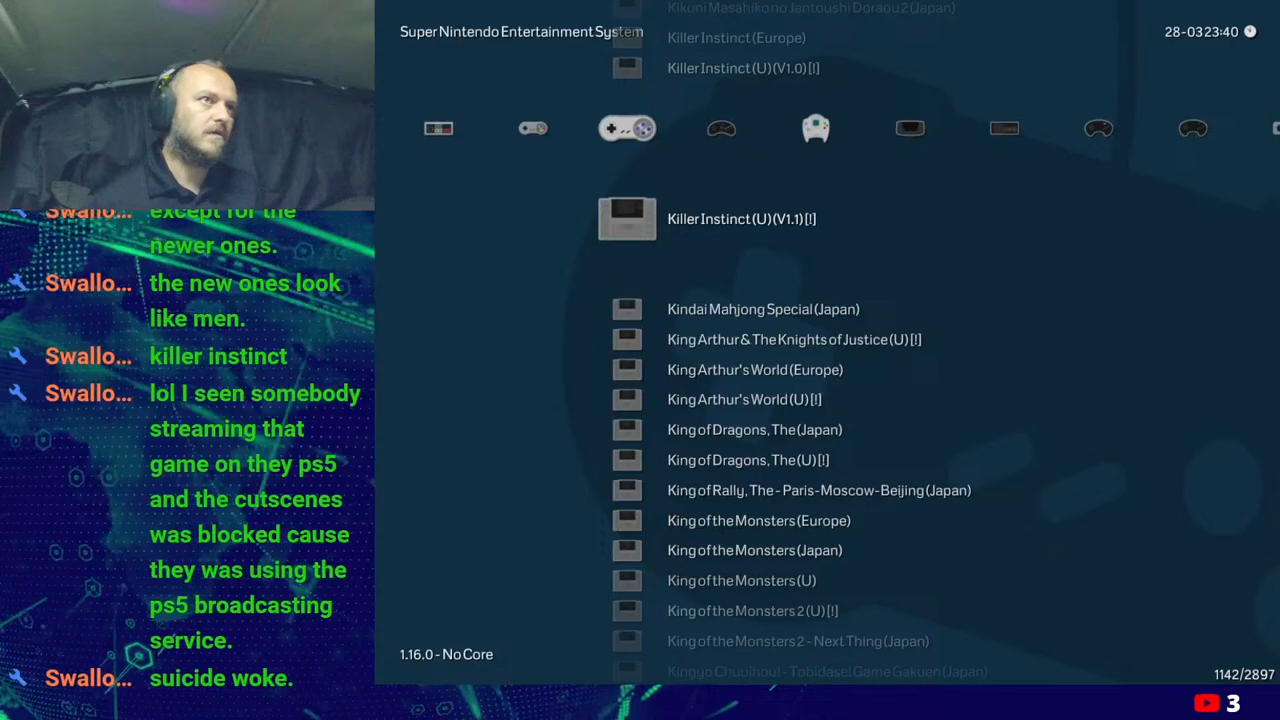 Kikuni Masahiko no Jantoushi Doraou 2 (Japan)
Super Nintendo Entertainment System
28-03 23:40
Killer Instinct (Europe)
Killer Instinct (U) (V1.0) [!]
Killer Instinct (U) (V1.1) [!]
Kindai Mahjong Special (Japan)
King Arthur & The Knights of Justice (U) [!]
King Arthur's World (Europe)
King Arthur's World (U) [!]
King of Dragons, The (Japan)
King of Dragons, The (U) [!]
King of Rally, The - Paris-Moscow-Beijing (Japan)
King of the Monsters (Europe)
King of the Monsters (Japan)
King of the Monsters (U)
King of the Monsters 2 (U) [!]
King of the Monsters 2 - Next Thing (Japan)
Kingyo Chuuihou! - Tobidase! Game Gakuen (Japan)
1.16.0 - No Core
1142/2897
Swallo... except for the
newer ones.
Swallo... the new ones look
like men.
Swallo... killer instinct
Swallo... lol I seen somebody
streaming that
game on they ps5
and the cutscenes
was blocked cause
they was using the
ps5 broadcasting
service.
Swallo... suicide woke.
3